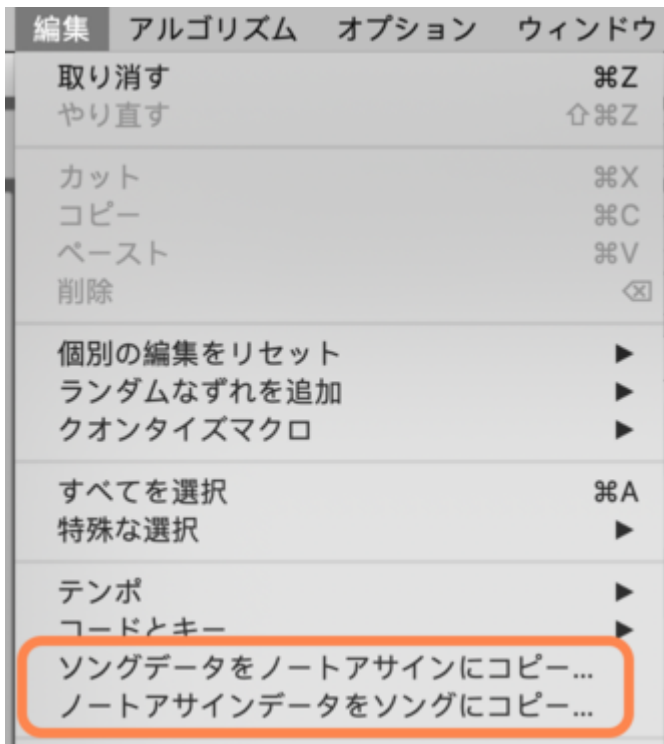 編集 アルゴリズム オプション ウィンドウ
取り消す ⌘Z
やり直す ⇧⌘Z
カット ⌘X
コピー ⌘C
ペースト ⌘V
削除 ⌫
個別の編集をリセット ▶
ランダムなずれを追加 ▶
クオンタイズマクロ ▶
すべてを選択 ⌘A
特殊な選択 ▶
テンポ ▶
コードとキー ▶
ソングデータをノートアサインにコピー...
ノートアサインデータをソングにコピー...